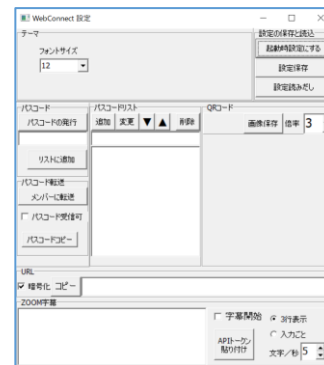 WebConnect 設定
テーマ
フォントサイズ
12
設定の保存と読込
起動時設定にする
設定保存
設定読みだし
パスコード
パスコードの発行
リストに追加
パスコードリスト
追加 変更 ▼ ▲ 削除
QRコード
画像保存 倍率 3
パスコード転送
メンバーに転送
パスコード受信可
パスコードコピー
URL
暗号化 コピー
ZOOM字幕
字幕開始
3行表示
入力ごと
APIトークン
貼り付け
文字/秒 5